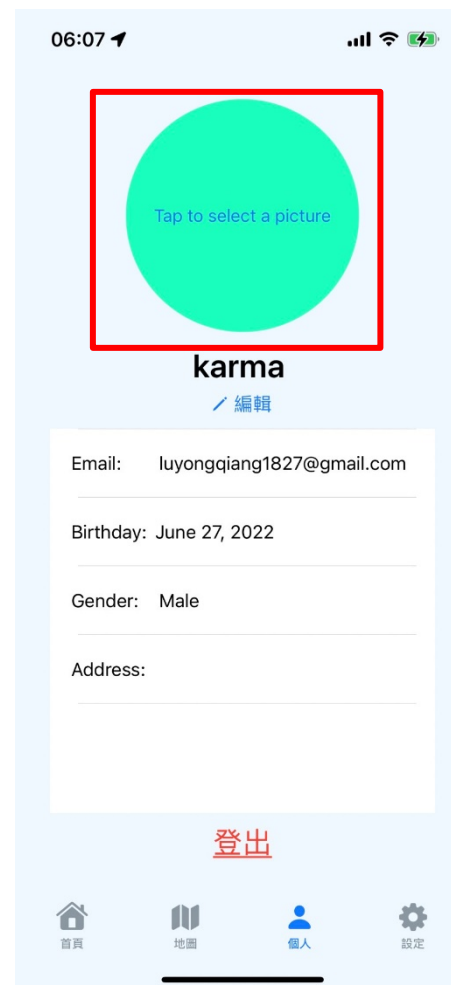 06:07
Tap to select a picture
karma
編輯
Email: luyongqiang1827@gmail.com
Birthday: June 27, 2022
Gender: Male
Address:
登出
首頁 地圖 個人 設定